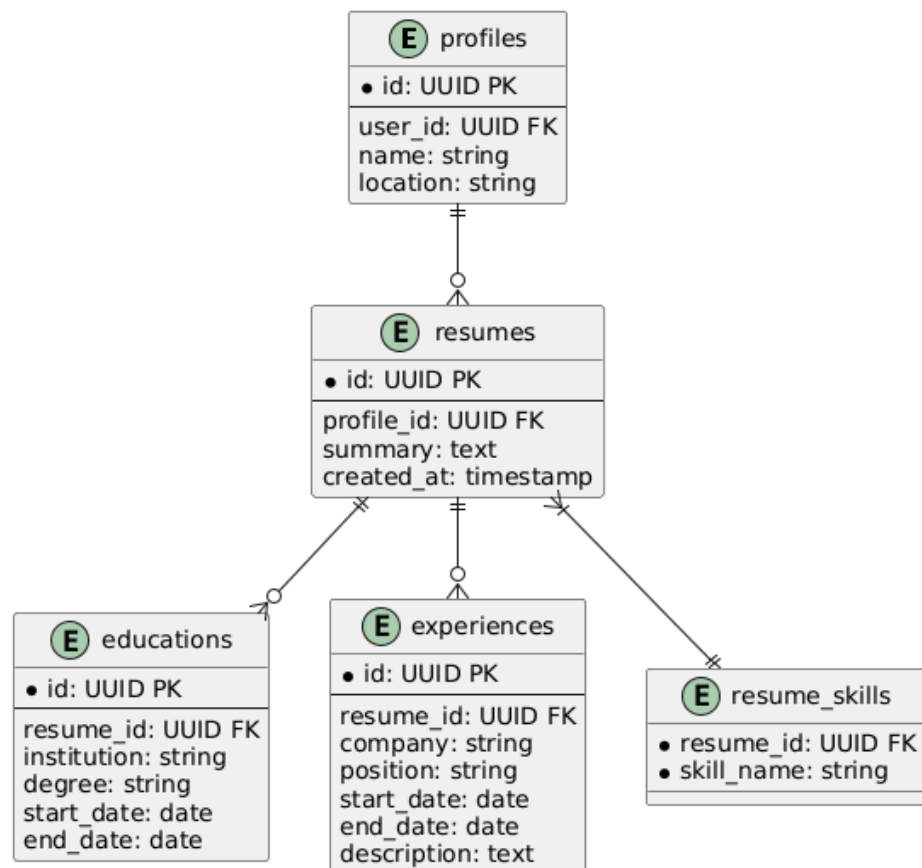 E profiles
• id: UUID PK
user_id: UUID FK
name: string
location: string
E resumes
• id: UUID PK
profile_id: UUID FK
summary: text
created_at: timestamp
E educations
• id: UUID PK
resume_id: UUID FK
institution: string
degree: string
start_date: date
end_date: date
E experiences
• id: UUID PK
resume_id: UUID FK
company: string
position: string
start_date: date
end_date: date
description: text
E resume_skills
• resume_id: UUID FK
• skill_name: string